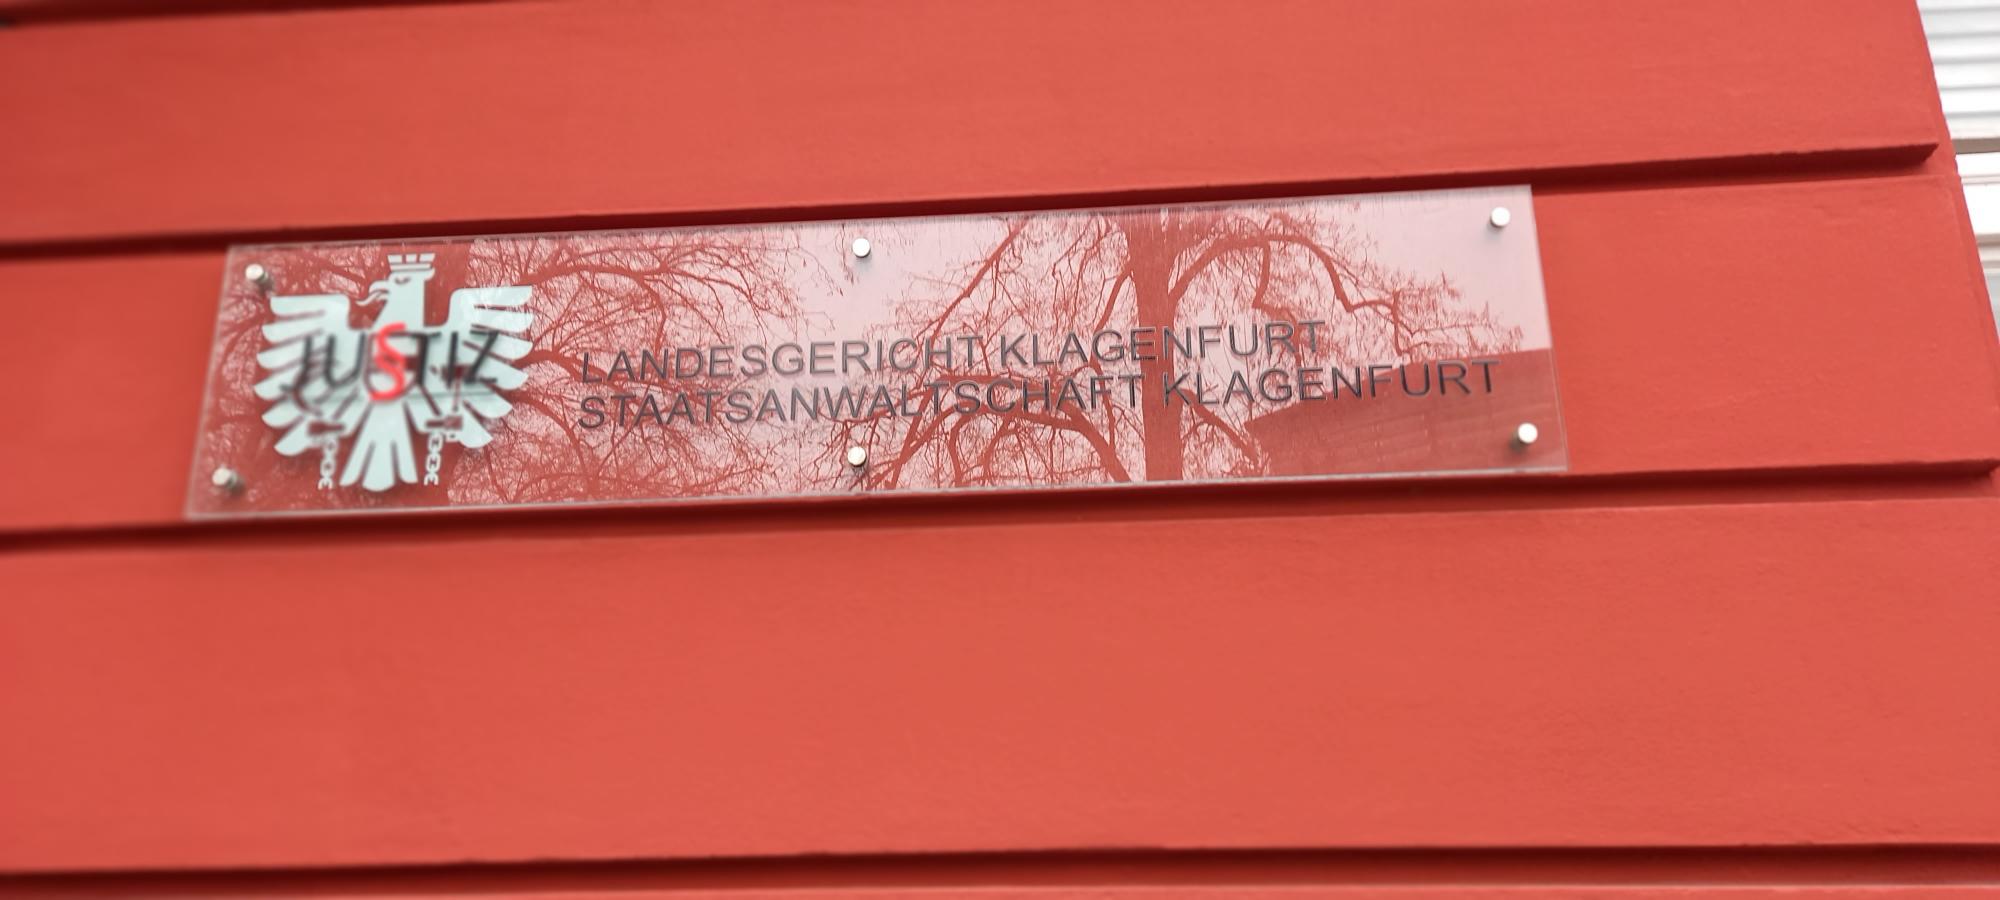 JUSTIZ
LANDESGERICHT KLAGENFURT
STAATSANWALTSCHAFT KLAGENFURT